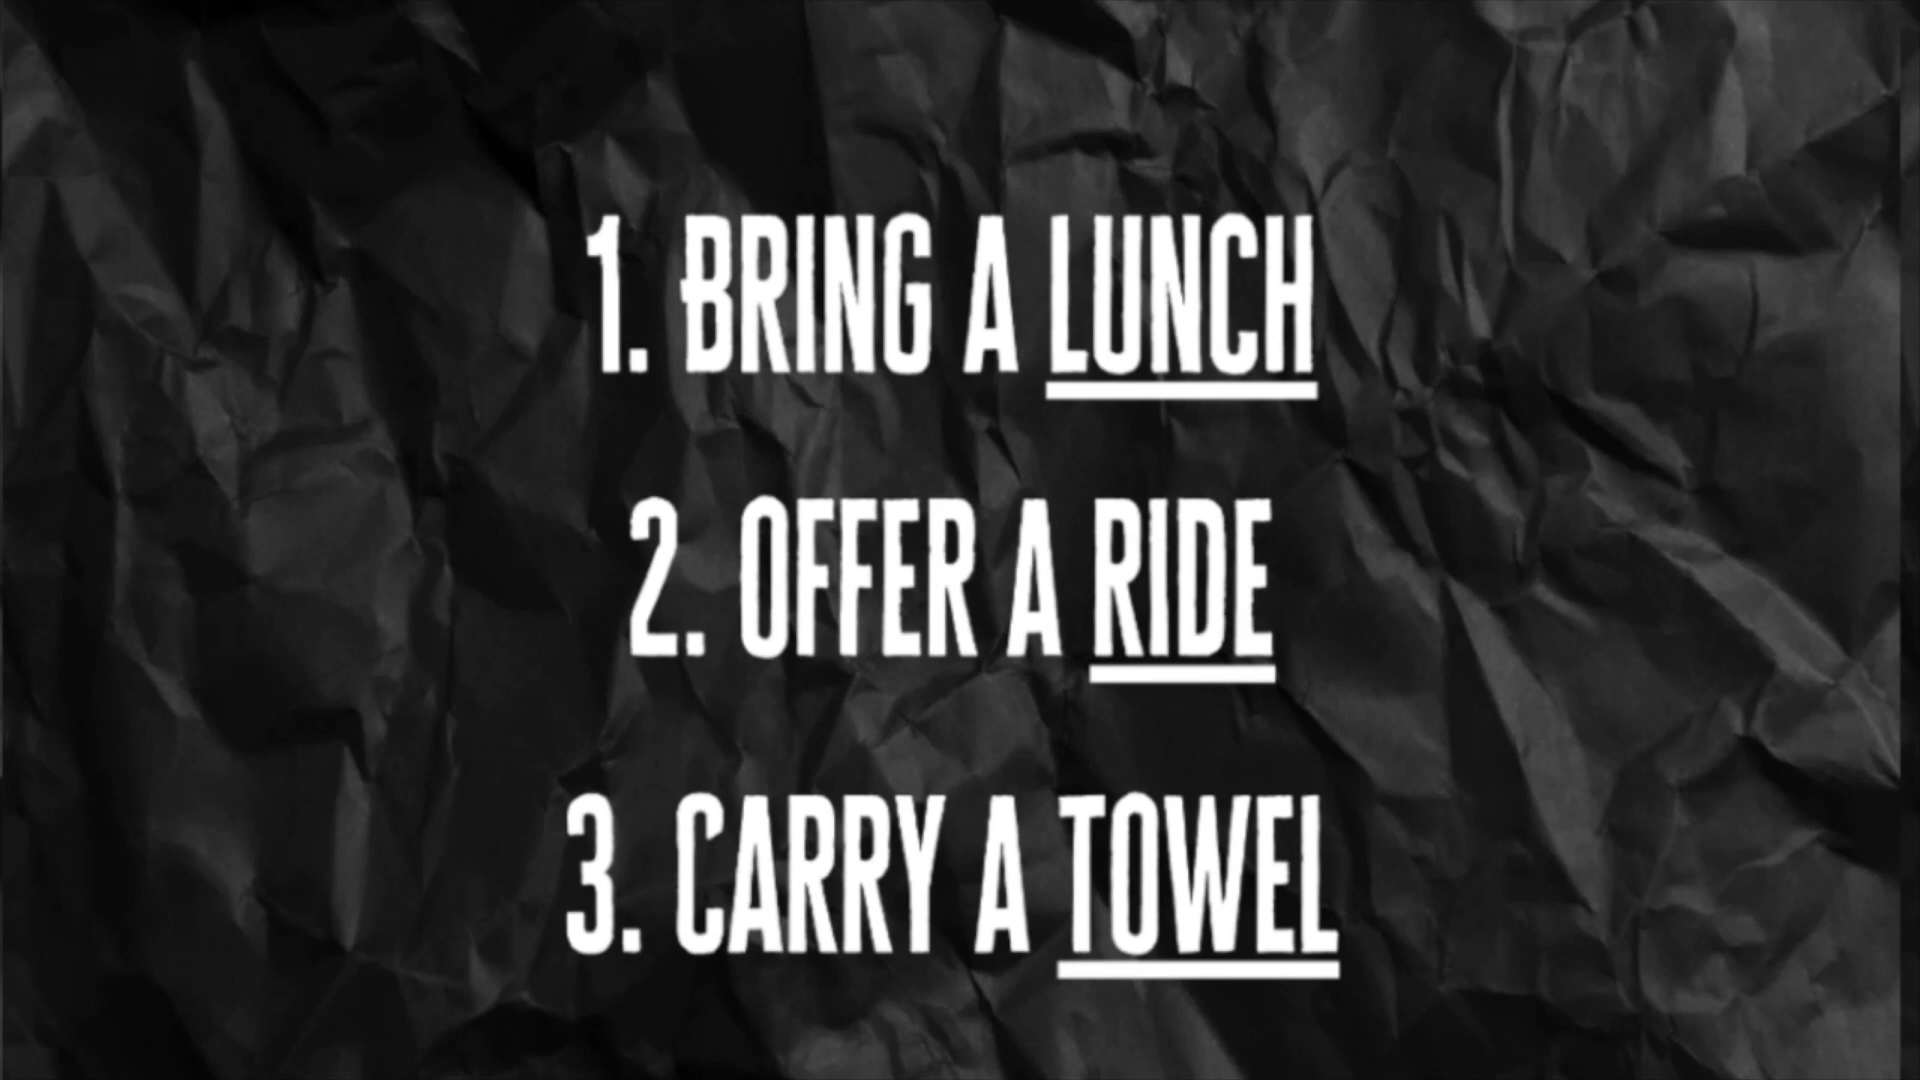 1. BRING A LUNCH
2. OFFER A RIDE
3. CARRY A TOWEL